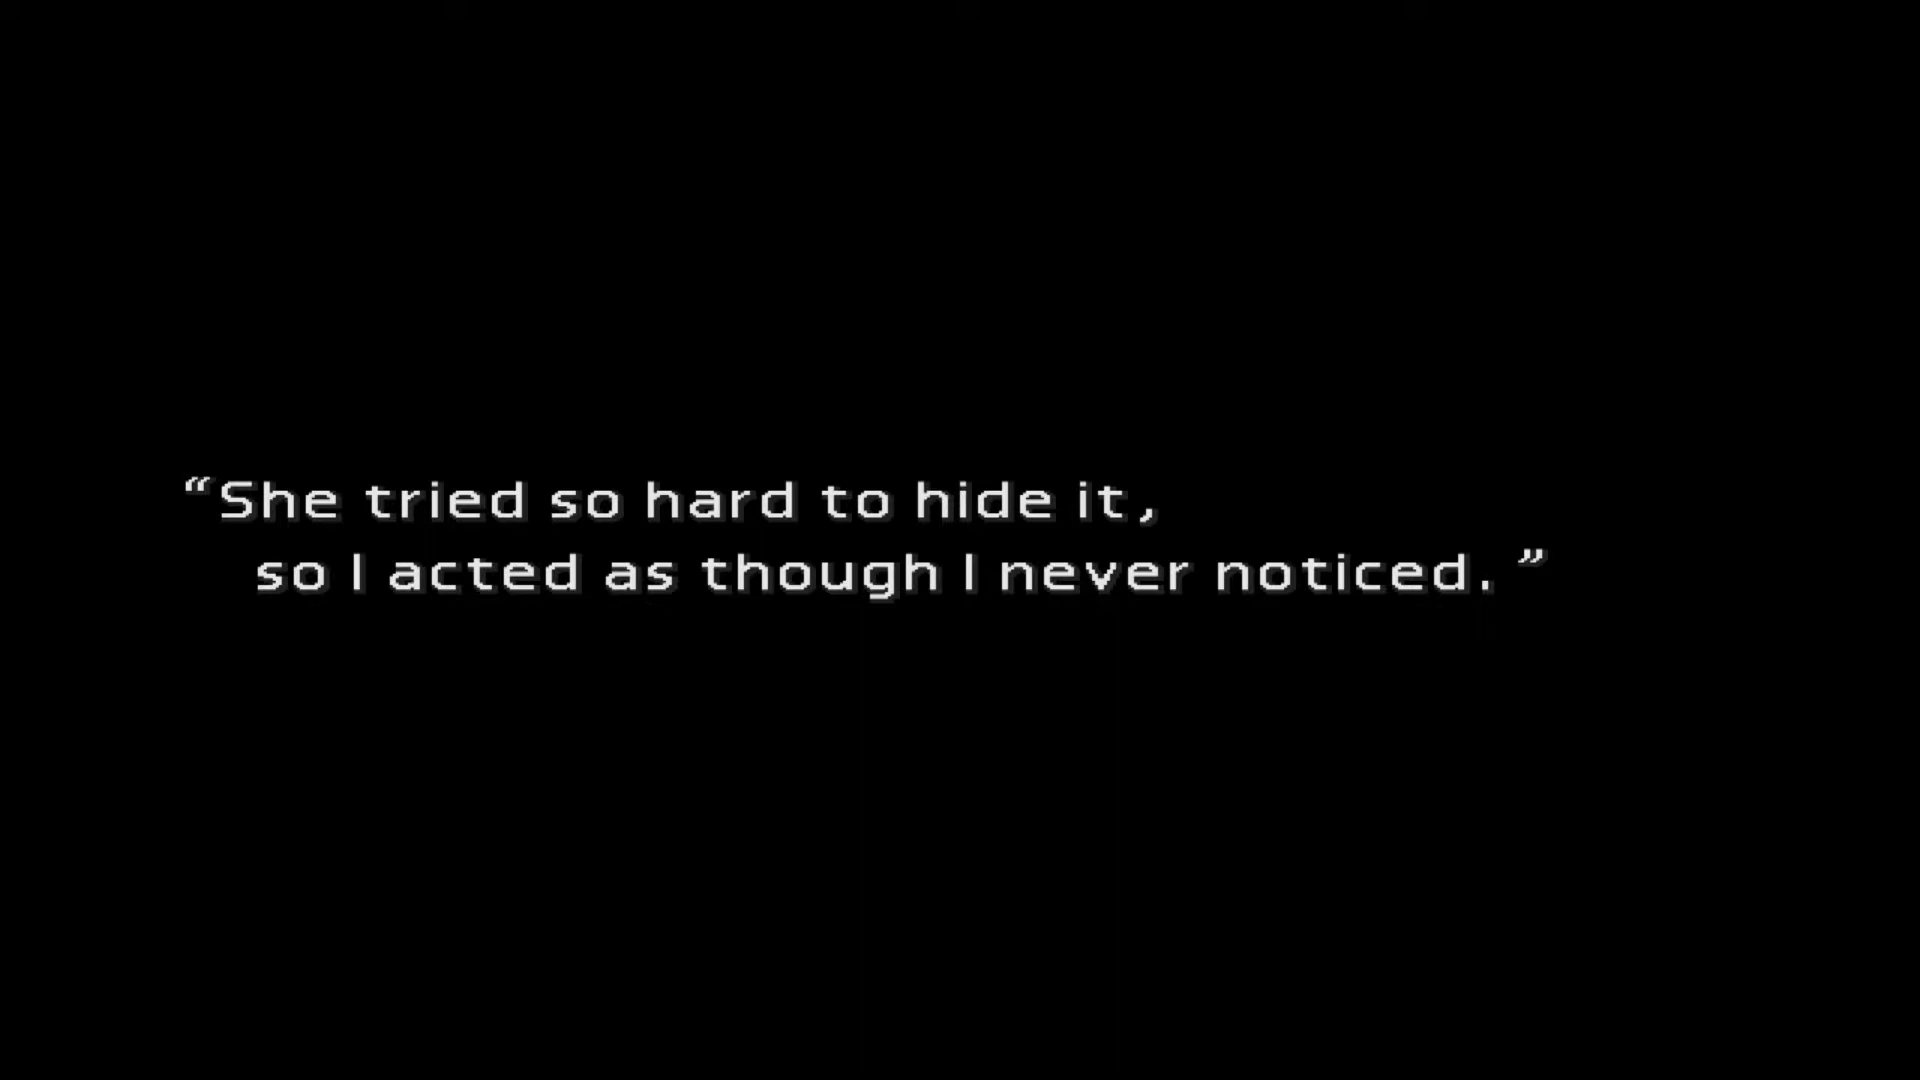 “She tried so hard to hide it,
so I acted as though I never noticed. ”